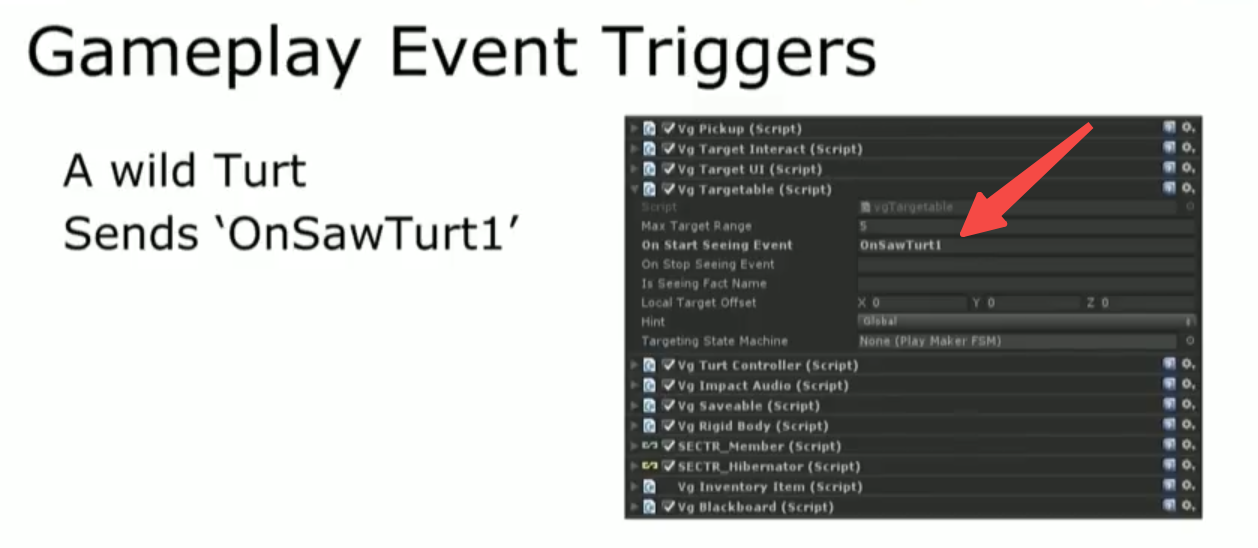 Gameplay Event Triggers
A wild Turt
Sends ‘OnSawTurt1’
Vg Pickup (Script)
Vg Target Interact (Script)
Vg Target UI (Script)
Vg Targetable (Script)
Script vgTargetable
Max Target Range 5
On Start Seeing Event OnSawTurt1
On Stop Seeing Event
Is Seeing Fact Name
Local Target Offset X 0 Y 0 Z 0
Hint Global
Targeting State Machine None (Play Maker FSM)
Vg Turt Controller (Script)
Vg Impact Audio (Script)
Vg Saveable (Script)
Vg Rigid Body (Script)
SECTR_Member (Script)
SECTR_Hibernator (Script)
Vg Inventory Item (Script)
Vg Blackboard (Script)